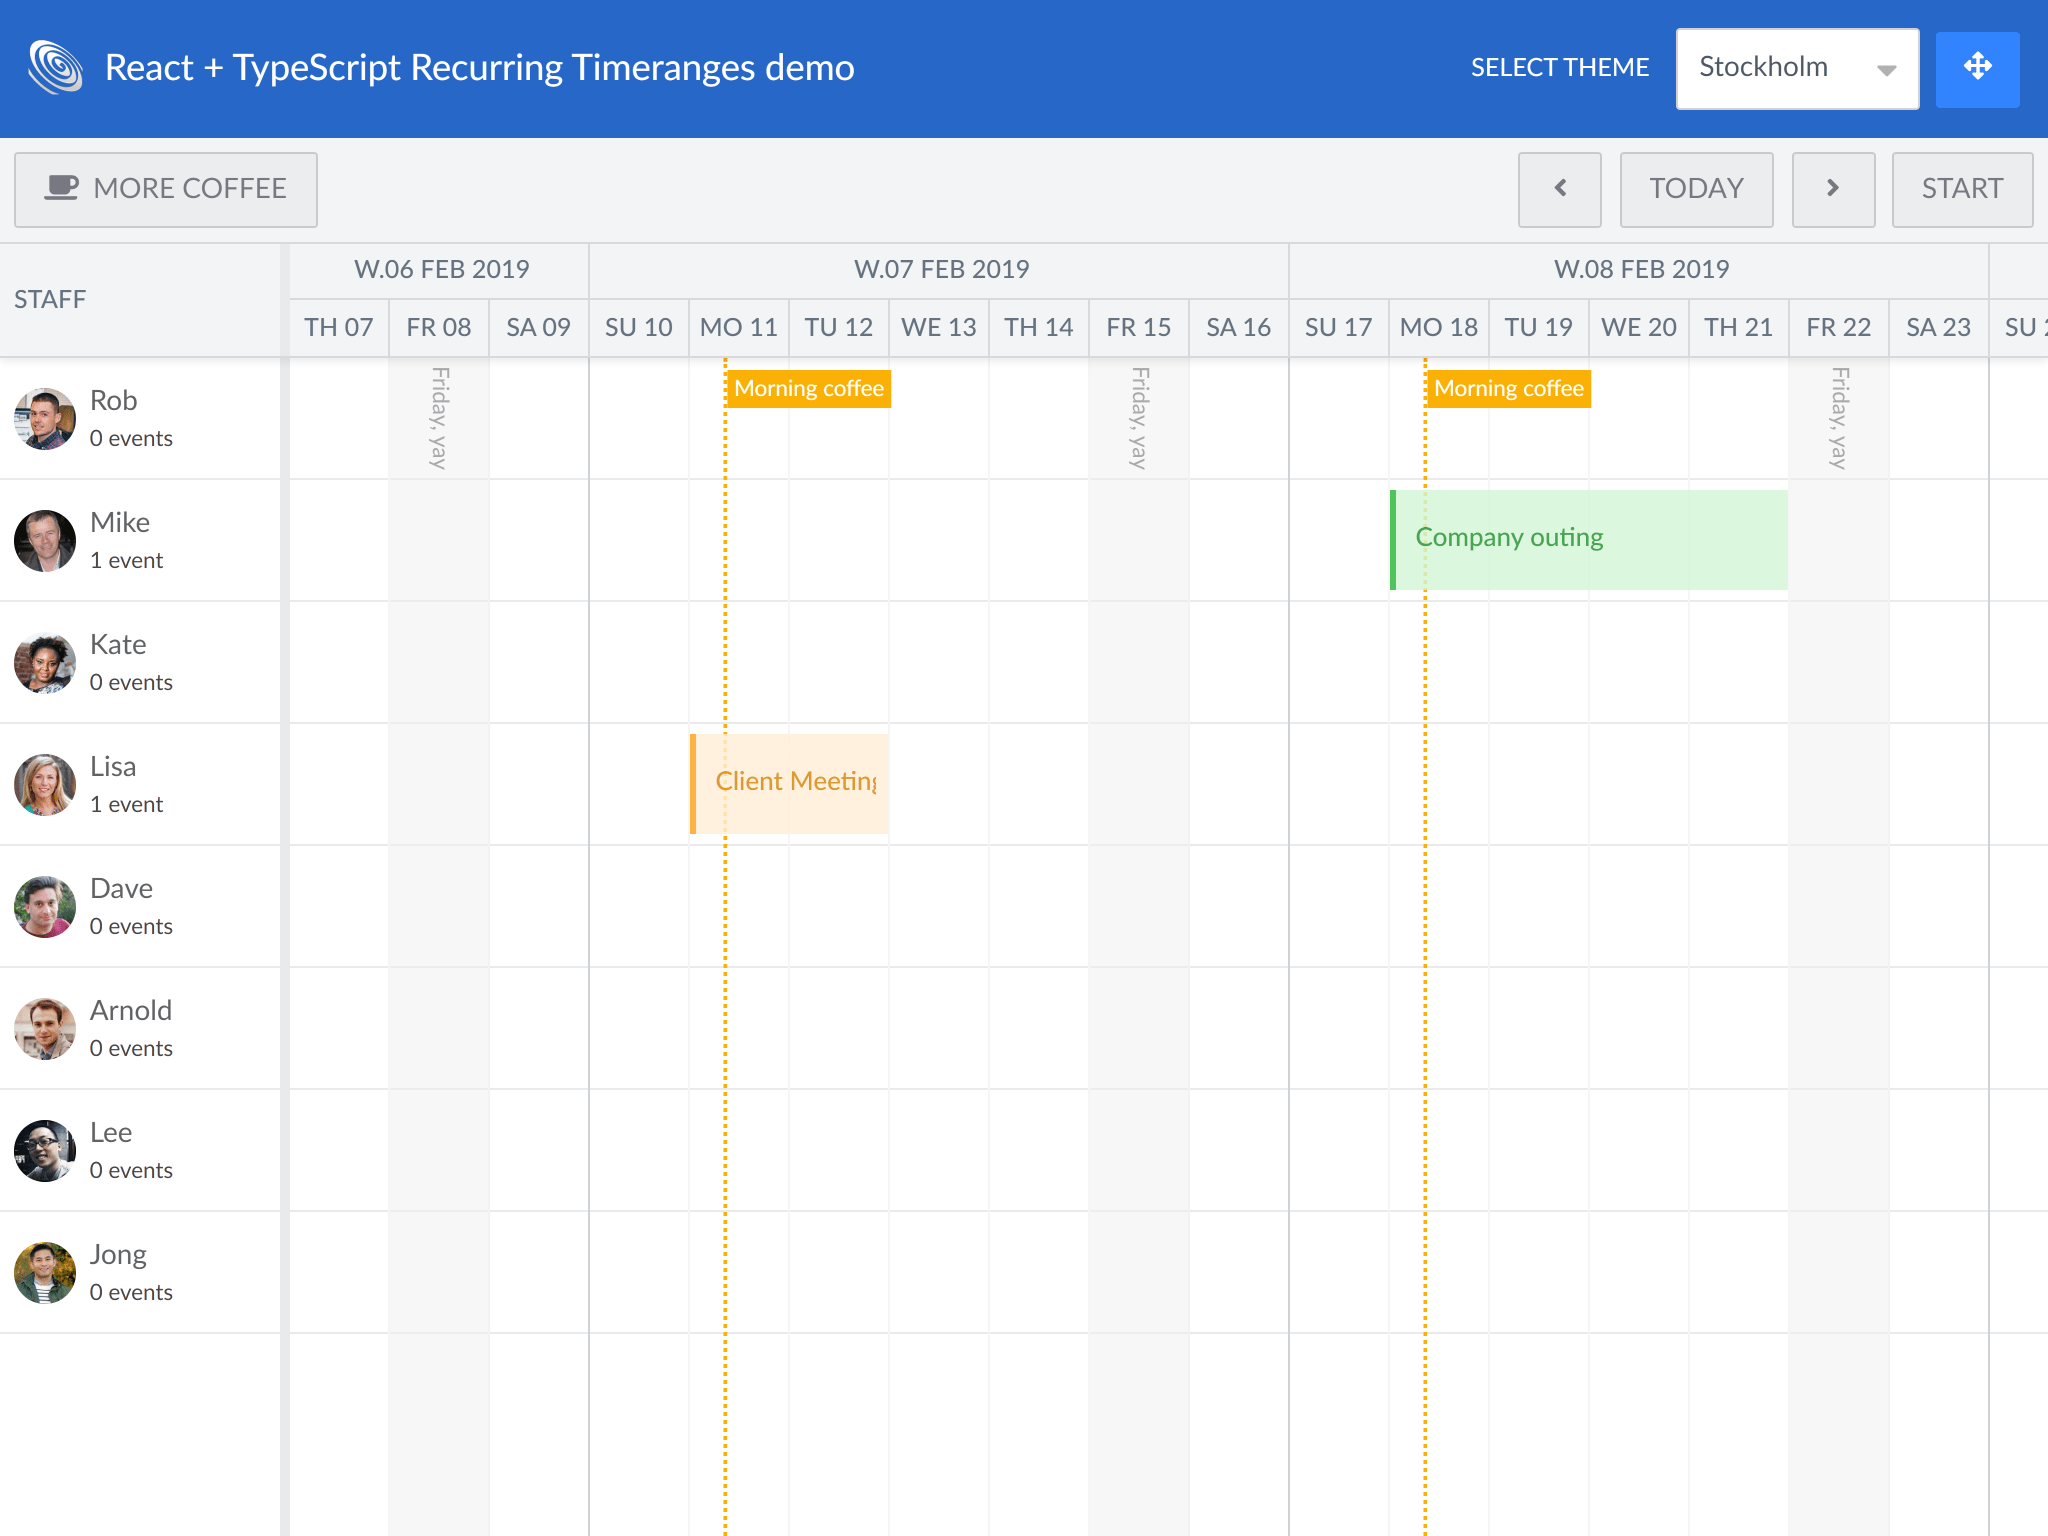 React + TypeScript Recurring Timeranges demo
SELECT THEME
Stockholm
MORE COFFEE
TODAY
START
STAFF
W.06 FEB 2019
W.07 FEB 2019
W.08 FEB 2019
TH 07
FR 08
SA 09
SU 10
MO 11
TU 12
WE 13
TH 14
FR 15
SA 16
SU 17
MO 18
TU 19
WE 20
TH 21
FR 22
SA 23
SU
Rob
0 events
Friday, yay
Morning coffee
Friday, yay
Morning coffee
Friday, yay
Mike
1 event
Company outing
Kate
0 events
Lisa
1 event
Client Meeting
Dave
0 events
Arnold
0 events
Lee
0 events
Jong
0 events